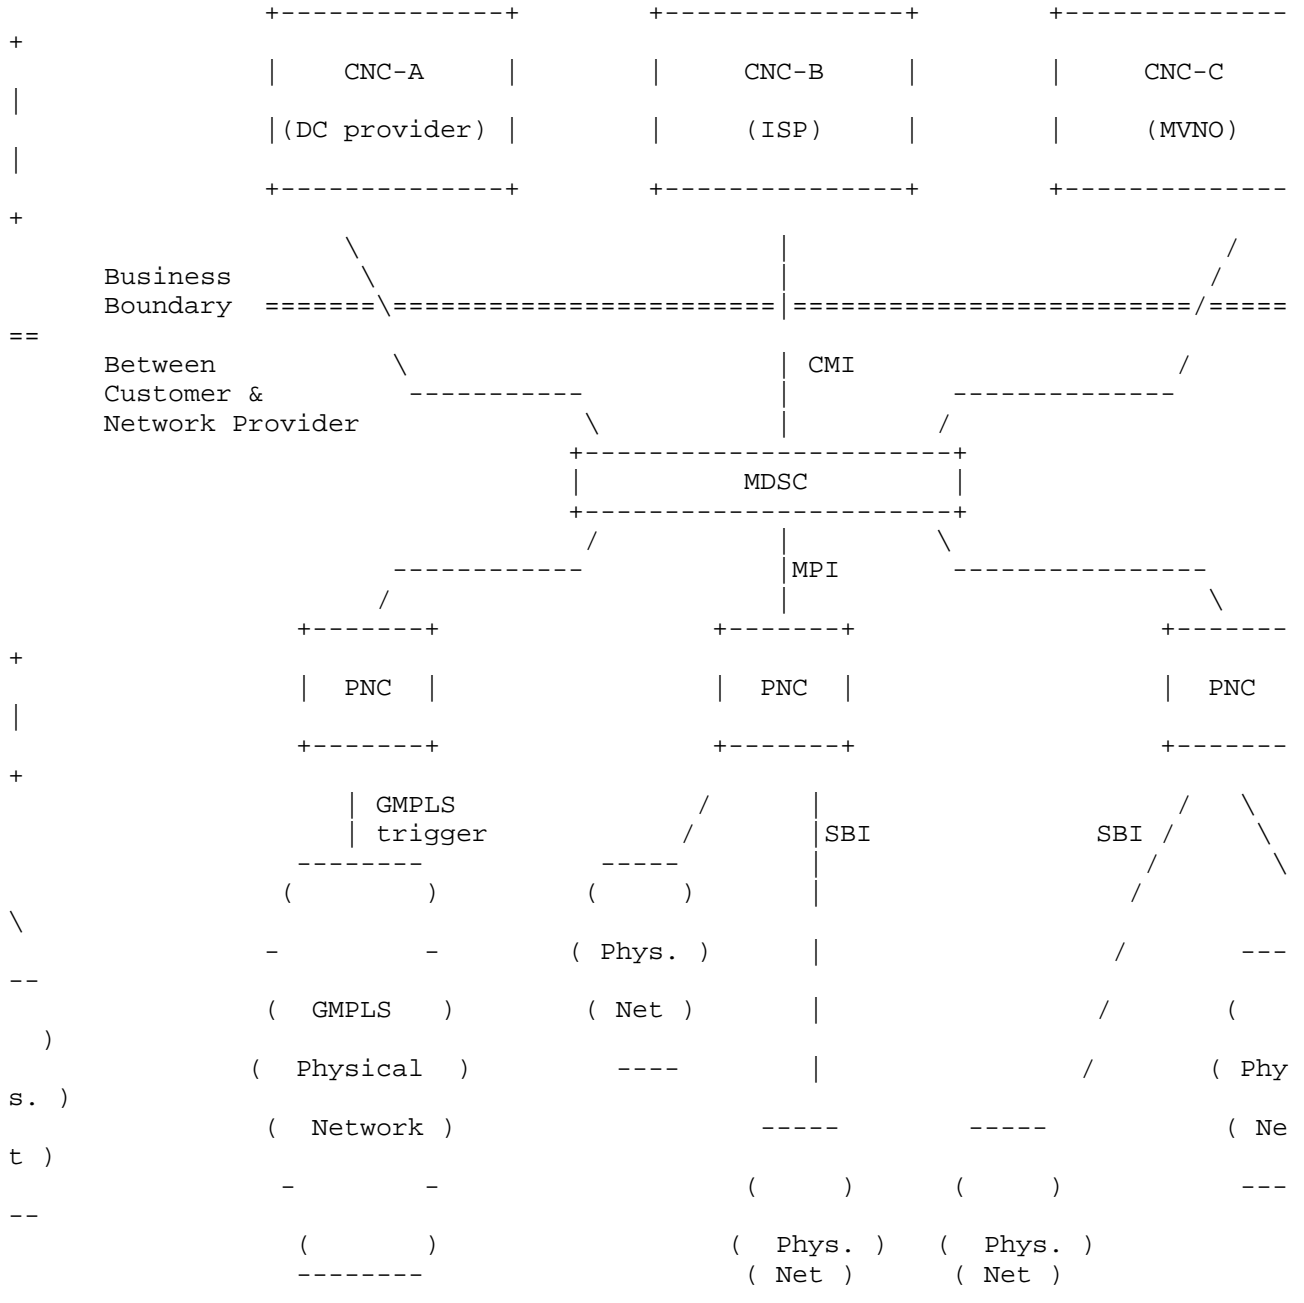 +--------------+ +---------------+ +--------------
+
| CNC-A | | CNC-B | | CNC-C
|
|(DC provider) | | (ISP) | | (MVNO)
|
+--------------+ +---------------+ +--------------
+
\ | /
Business \ | /
Boundary =======\========================|=========================/=====
==
Between \ | CMI /
Customer & ----------- | --------------
Network Provider \ | /
+-----------------------+
| MDSC |
+-----------------------+
/ | \
------------ |MPI ----------------
/ | \
+-------+ +-------+ +-------
+
| PNC | | PNC | | PNC
|
+-------+ +-------+ +-------
+
| GMPLS / | / \
| trigger / |SBI SBI / \
-------- ----- | / \
( ) ( ) | /
\
- - ( Phys. ) | / ---
--
( GMPLS ) ( Net ) | / (
)
( Physical ) ---- | / ( Phy
s. )
( Network ) ----- ----- ( Ne
t )
- - ( ) ( ) ---
--
( ) ( Phys. ) ( Phys. )
-------- ( Net ) ( Net )